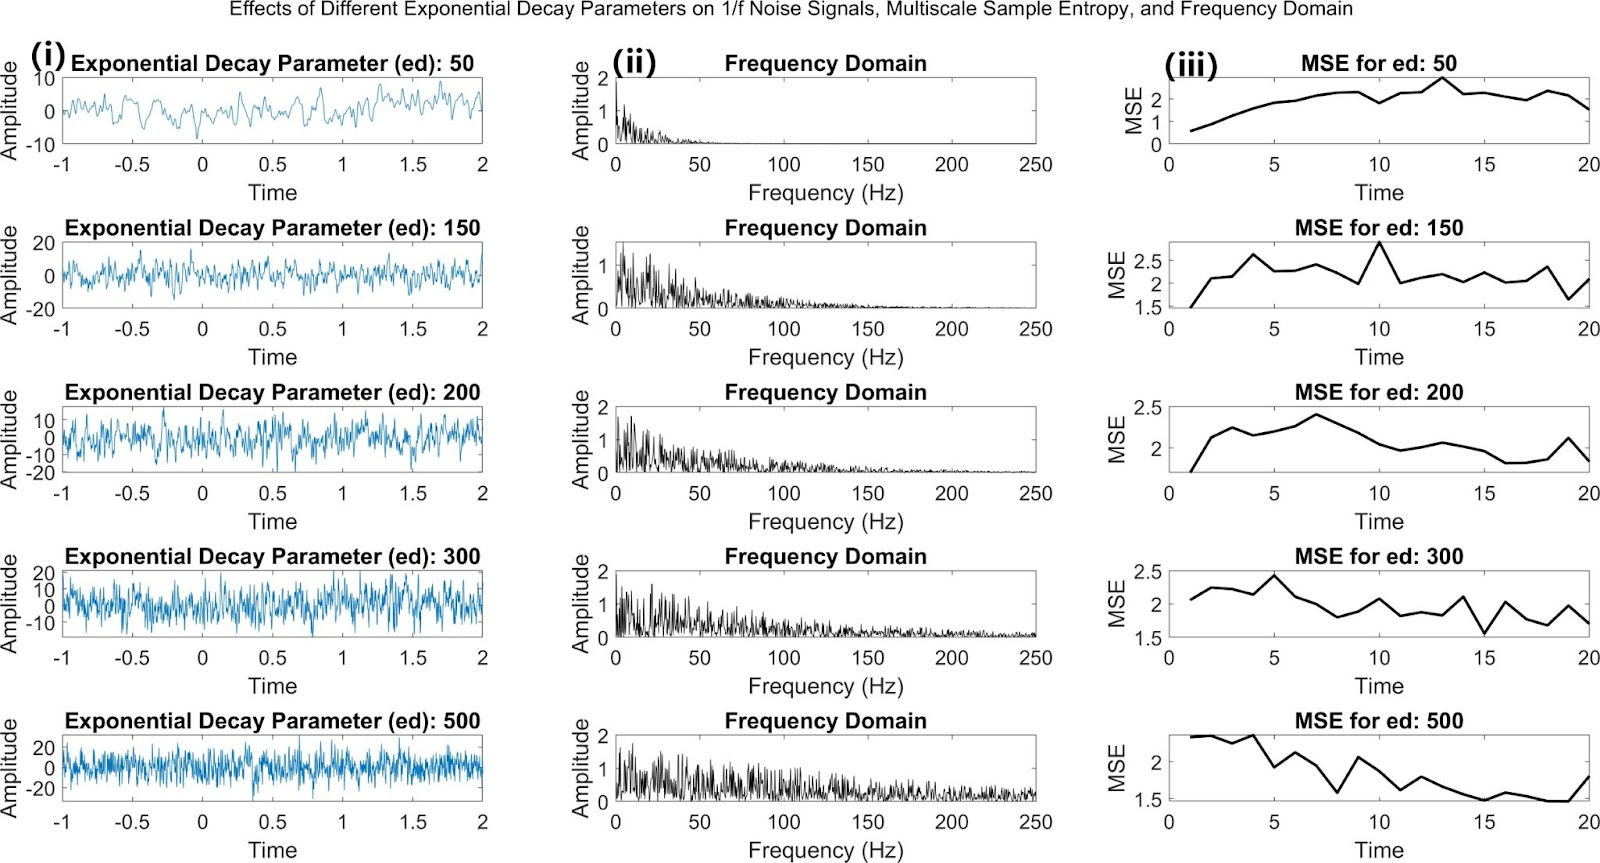 Effects of Different Exponential Decay Parameters on 1/f Noise Signals, Multiscale Sample Entropy, and Frequency Domain
(i) Exponential Decay Parameter (ed): 50
Amplitude
10
0
-10
-1 -0.5 0 0.5 1 1.5 2
Time
(ii) Frequency Domain
Amplitude
2
1
0
0 50 100 150 200 250
Frequency (Hz)
(iii) MSE for ed: 50
MSE
2
1
0
0 5 10 15 20
Time
Exponential Decay Parameter (ed): 150
Amplitude
20
0
-20
-1 -0.5 0 0.5 1 1.5 2
Time
Frequency Domain
Amplitude
1
0
0 50 100 150 200 250
Frequency (Hz)
MSE for ed: 150
MSE
2.5
2
1.5
0 5 10 15 20
Time
Exponential Decay Parameter (ed): 200
Amplitude
10
0
-10
-20
-1 -0.5 0 0.5 1 1.5 2
Time
Frequency Domain
Amplitude
2
1
0
0 50 100 150 200 250
Frequency (Hz)
MSE for ed: 200
MSE
2.5
2
0 5 10 15 20
Time
Exponential Decay Parameter (ed): 300
Amplitude
20
10
0
-10
-1 -0.5 0 0.5 1 1.5 2
Time
Frequency Domain
Amplitude
2
1
0
0 50 100 150 200 250
Frequency (Hz)
MSE for ed: 300
MSE
2.5
2
1.5
0 5 10 15 20
Time
Exponential Decay Parameter (ed): 500
Amplitude
20
0
-20
-1 -0.5 0 0.5 1 1.5 2
Time
Frequency Domain
Amplitude
2
1
0
0 50 100 150 200 250
Frequency (Hz)
MSE for ed: 500
MSE
2
1.5
0 5 10 15 20
Time